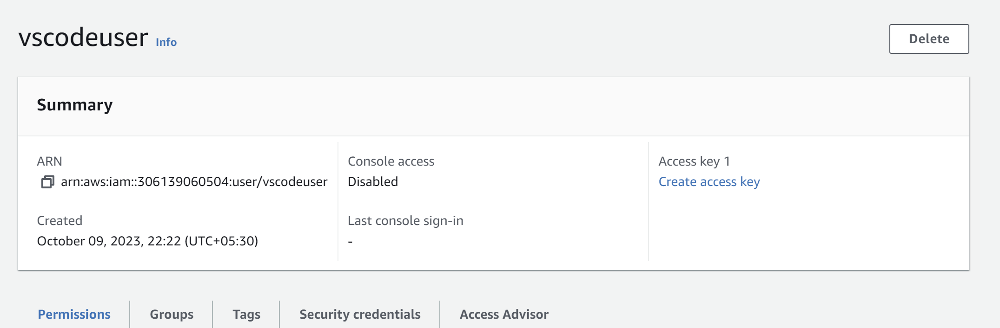 vscodeuser Info
Delete
Summary
ARN
arn:aws:iam::306139060504:user/vscodeuser
Created
October 09, 2023, 22:22 (UTC+05:30)
Console access
Disabled
Last console sign-in
-
Access key 1
Create access key
Permissions
Groups
Tags
Security credentials
Access Advisor